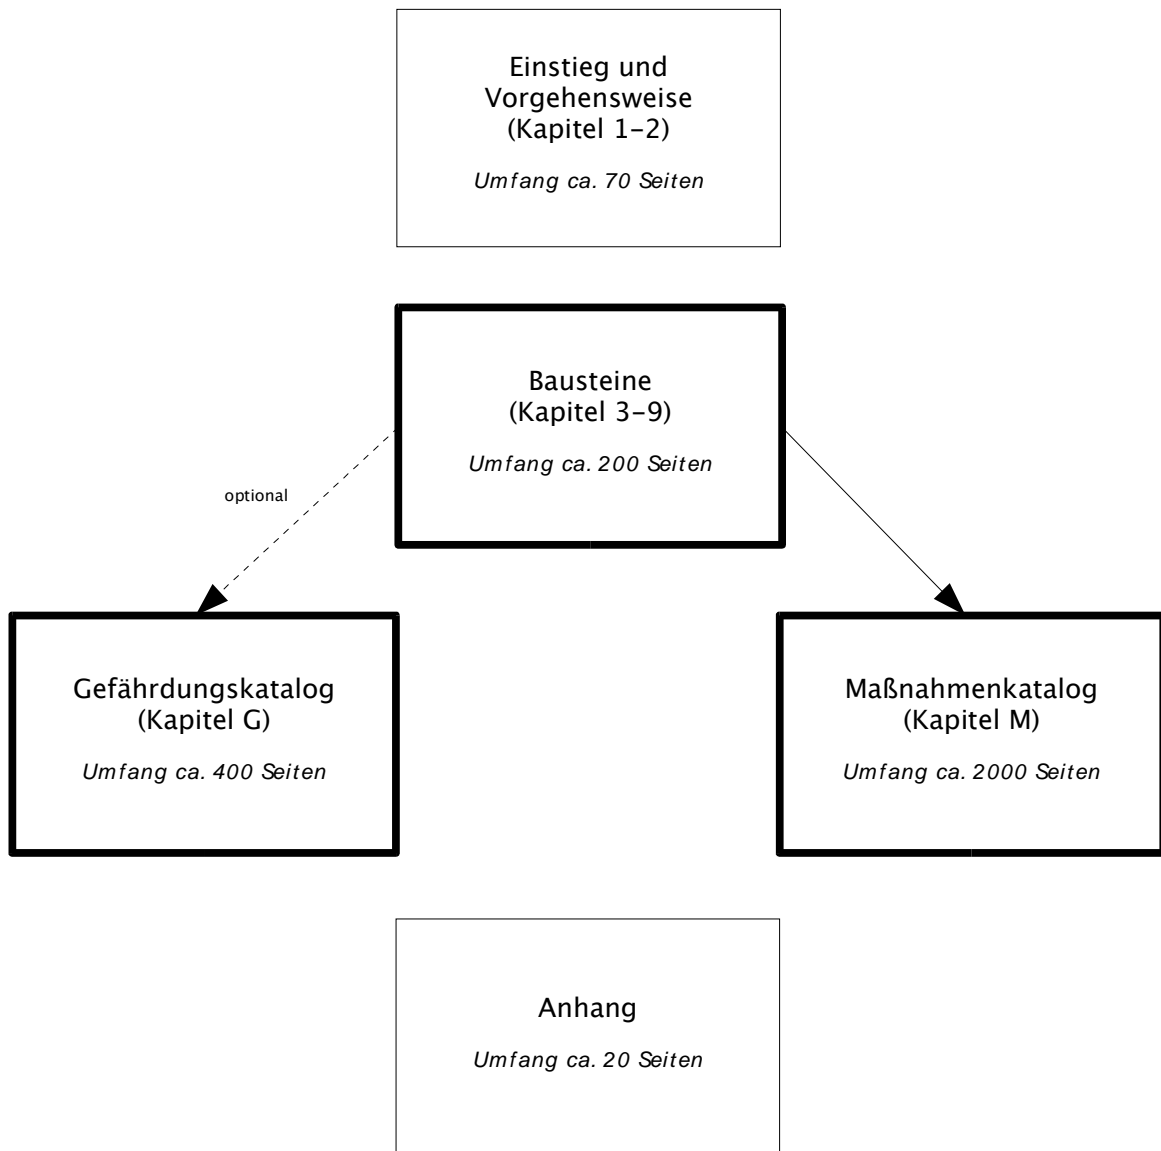 Einstieg und
Vorgehensweise
(Kapitel 1–2)
Umfang ca. 70 Seiten
Bausteine
(Kapitel 3–9)
Umfang ca. 200 Seiten
optional
Gefährdungskatalog
(Kapitel G)
Umfang ca. 400 Seiten
Maßnahmenkatalog
(Kapitel M)
Umfang ca. 2000 Seiten
Anhang
Umfang ca. 20 Seiten